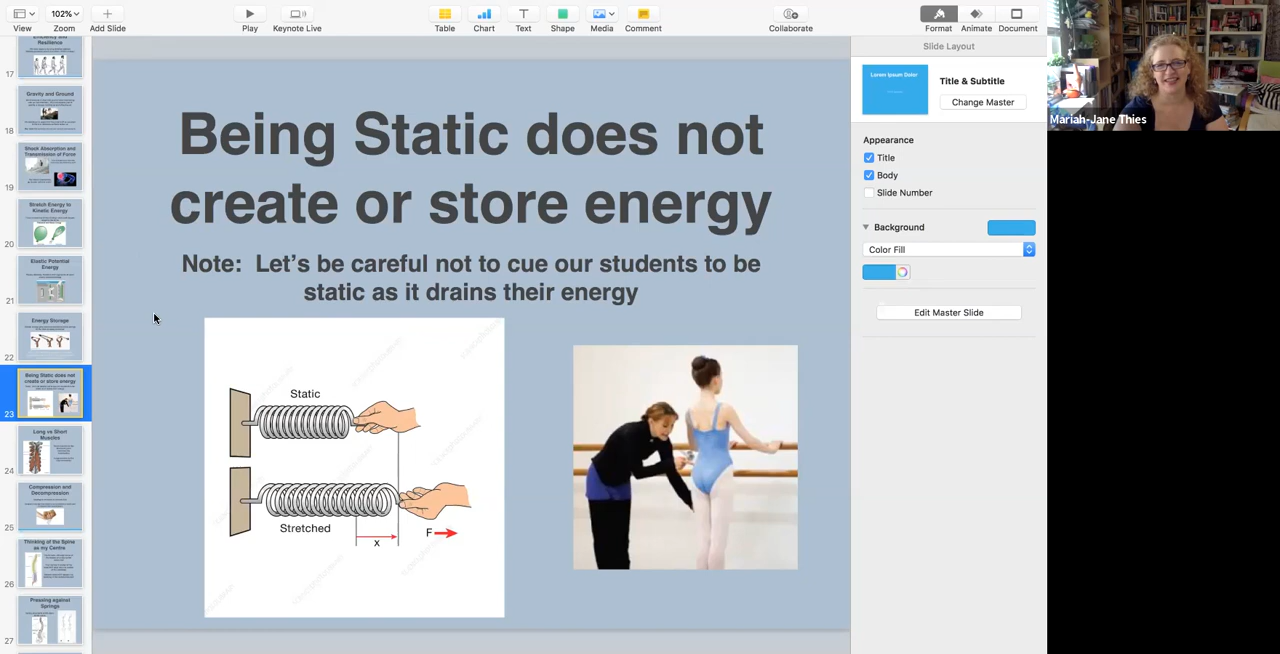 102%
View
Zoom
Add Slide
Play
Keynote Live
Table
Chart
Text
Shape
Media
Comment
Collaborate
Format
Animate
Document
Resilience
17
Gravity and Ground
18
Shock Absorption and
Transmission of Force
19
Stretch Energy to
Kinetic Energy
20
Elastic Potential
Energy
21
Energy Storage
22
Being Static does not
create or store energy
23
Long vs Short
Muscles
24
Compression and
Decompression
25
Thinking of the Spine
as my Centre
26
Pressing against
Springs
27
Being Static does not
create or store energy
Note: Let's be careful not to cue our students to be
static as it drains their energy
Static
Stretched
x
F
Slide Layout
Lorem Ipsum Dolor
Title & Subtitle
Change Master
Appearance
Title
Body
Slide Number
Background
Color Fill
Edit Master Slide
Mariah-Jane Thies